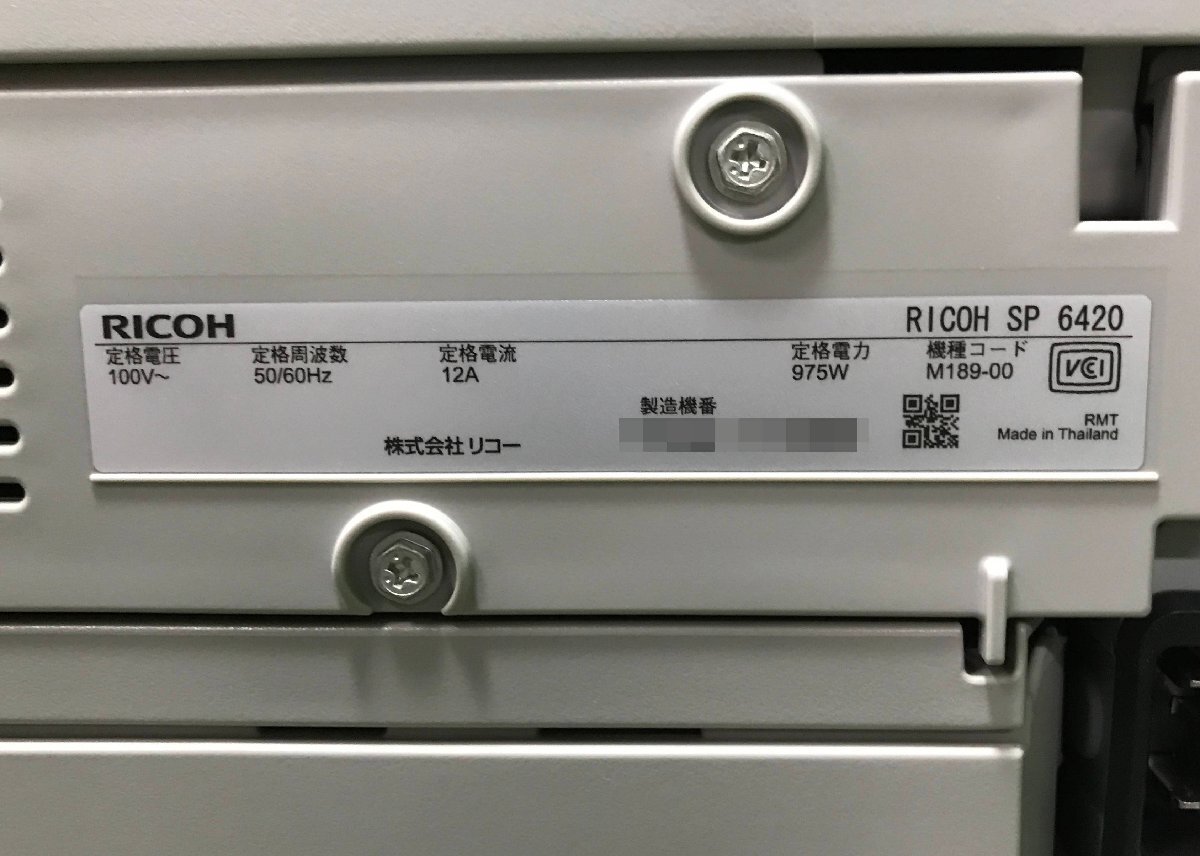 RICOH
RICOH SP 6420
定格電圧 定格周波数 定格電流 定格電力 機種コード
100V~ 50/60Hz 12A 975W M189-00
VCCI
製造機番
株式会社リコー
RMT
Made in Thailand